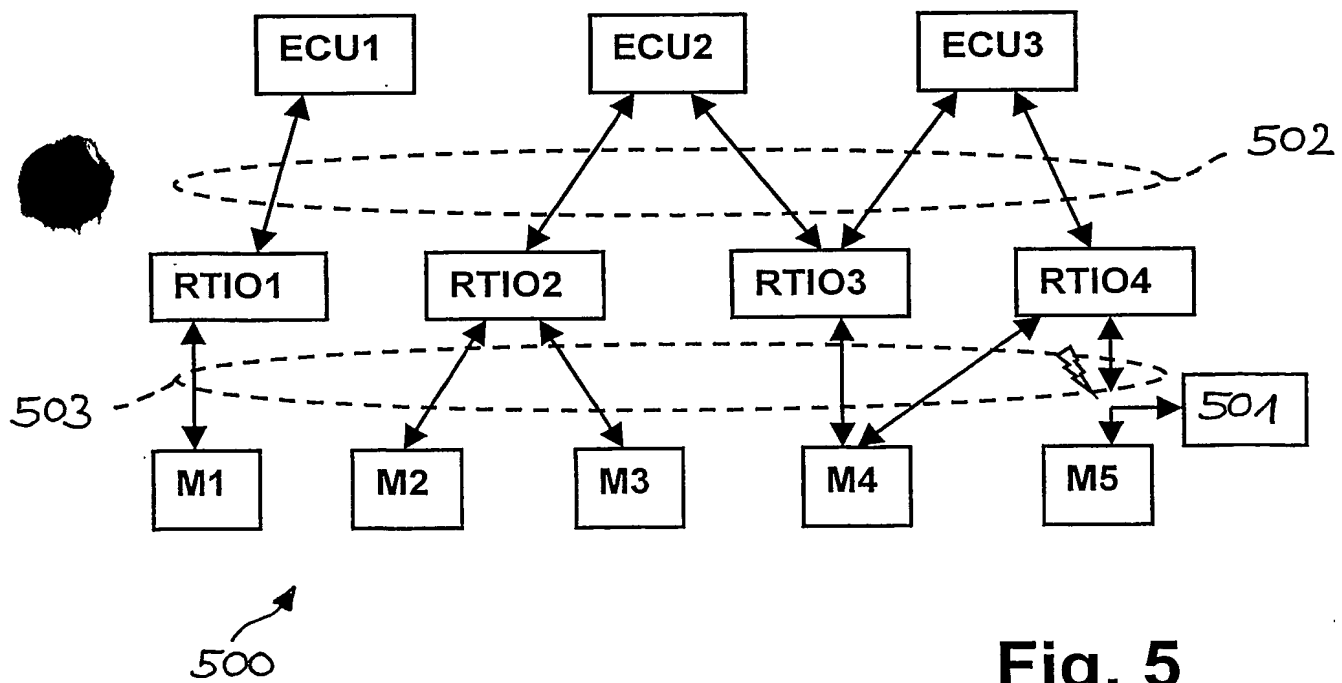 ECU1 ECU2 ECU3
502
RTIO1 RTIO2 RTIO3 RTIO4
503
501
M1 M2 M3 M4 M5
500
Fig. 5